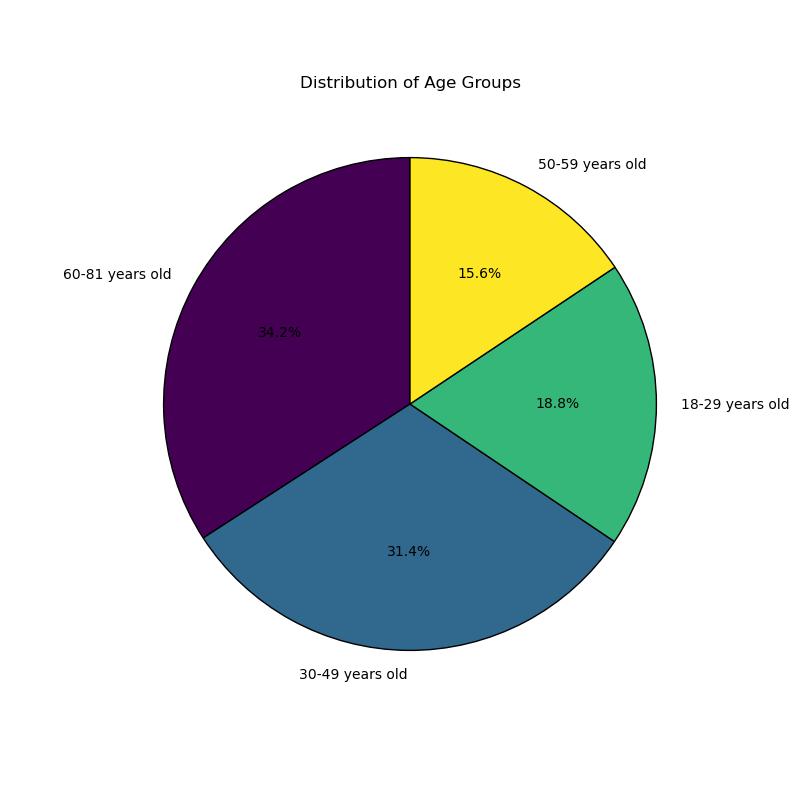 Distribution of Age Groups
50-59 years old
15.6%
60-81 years old
34.2%
18.8%
18-29 years old
31.4%
30-49 years old